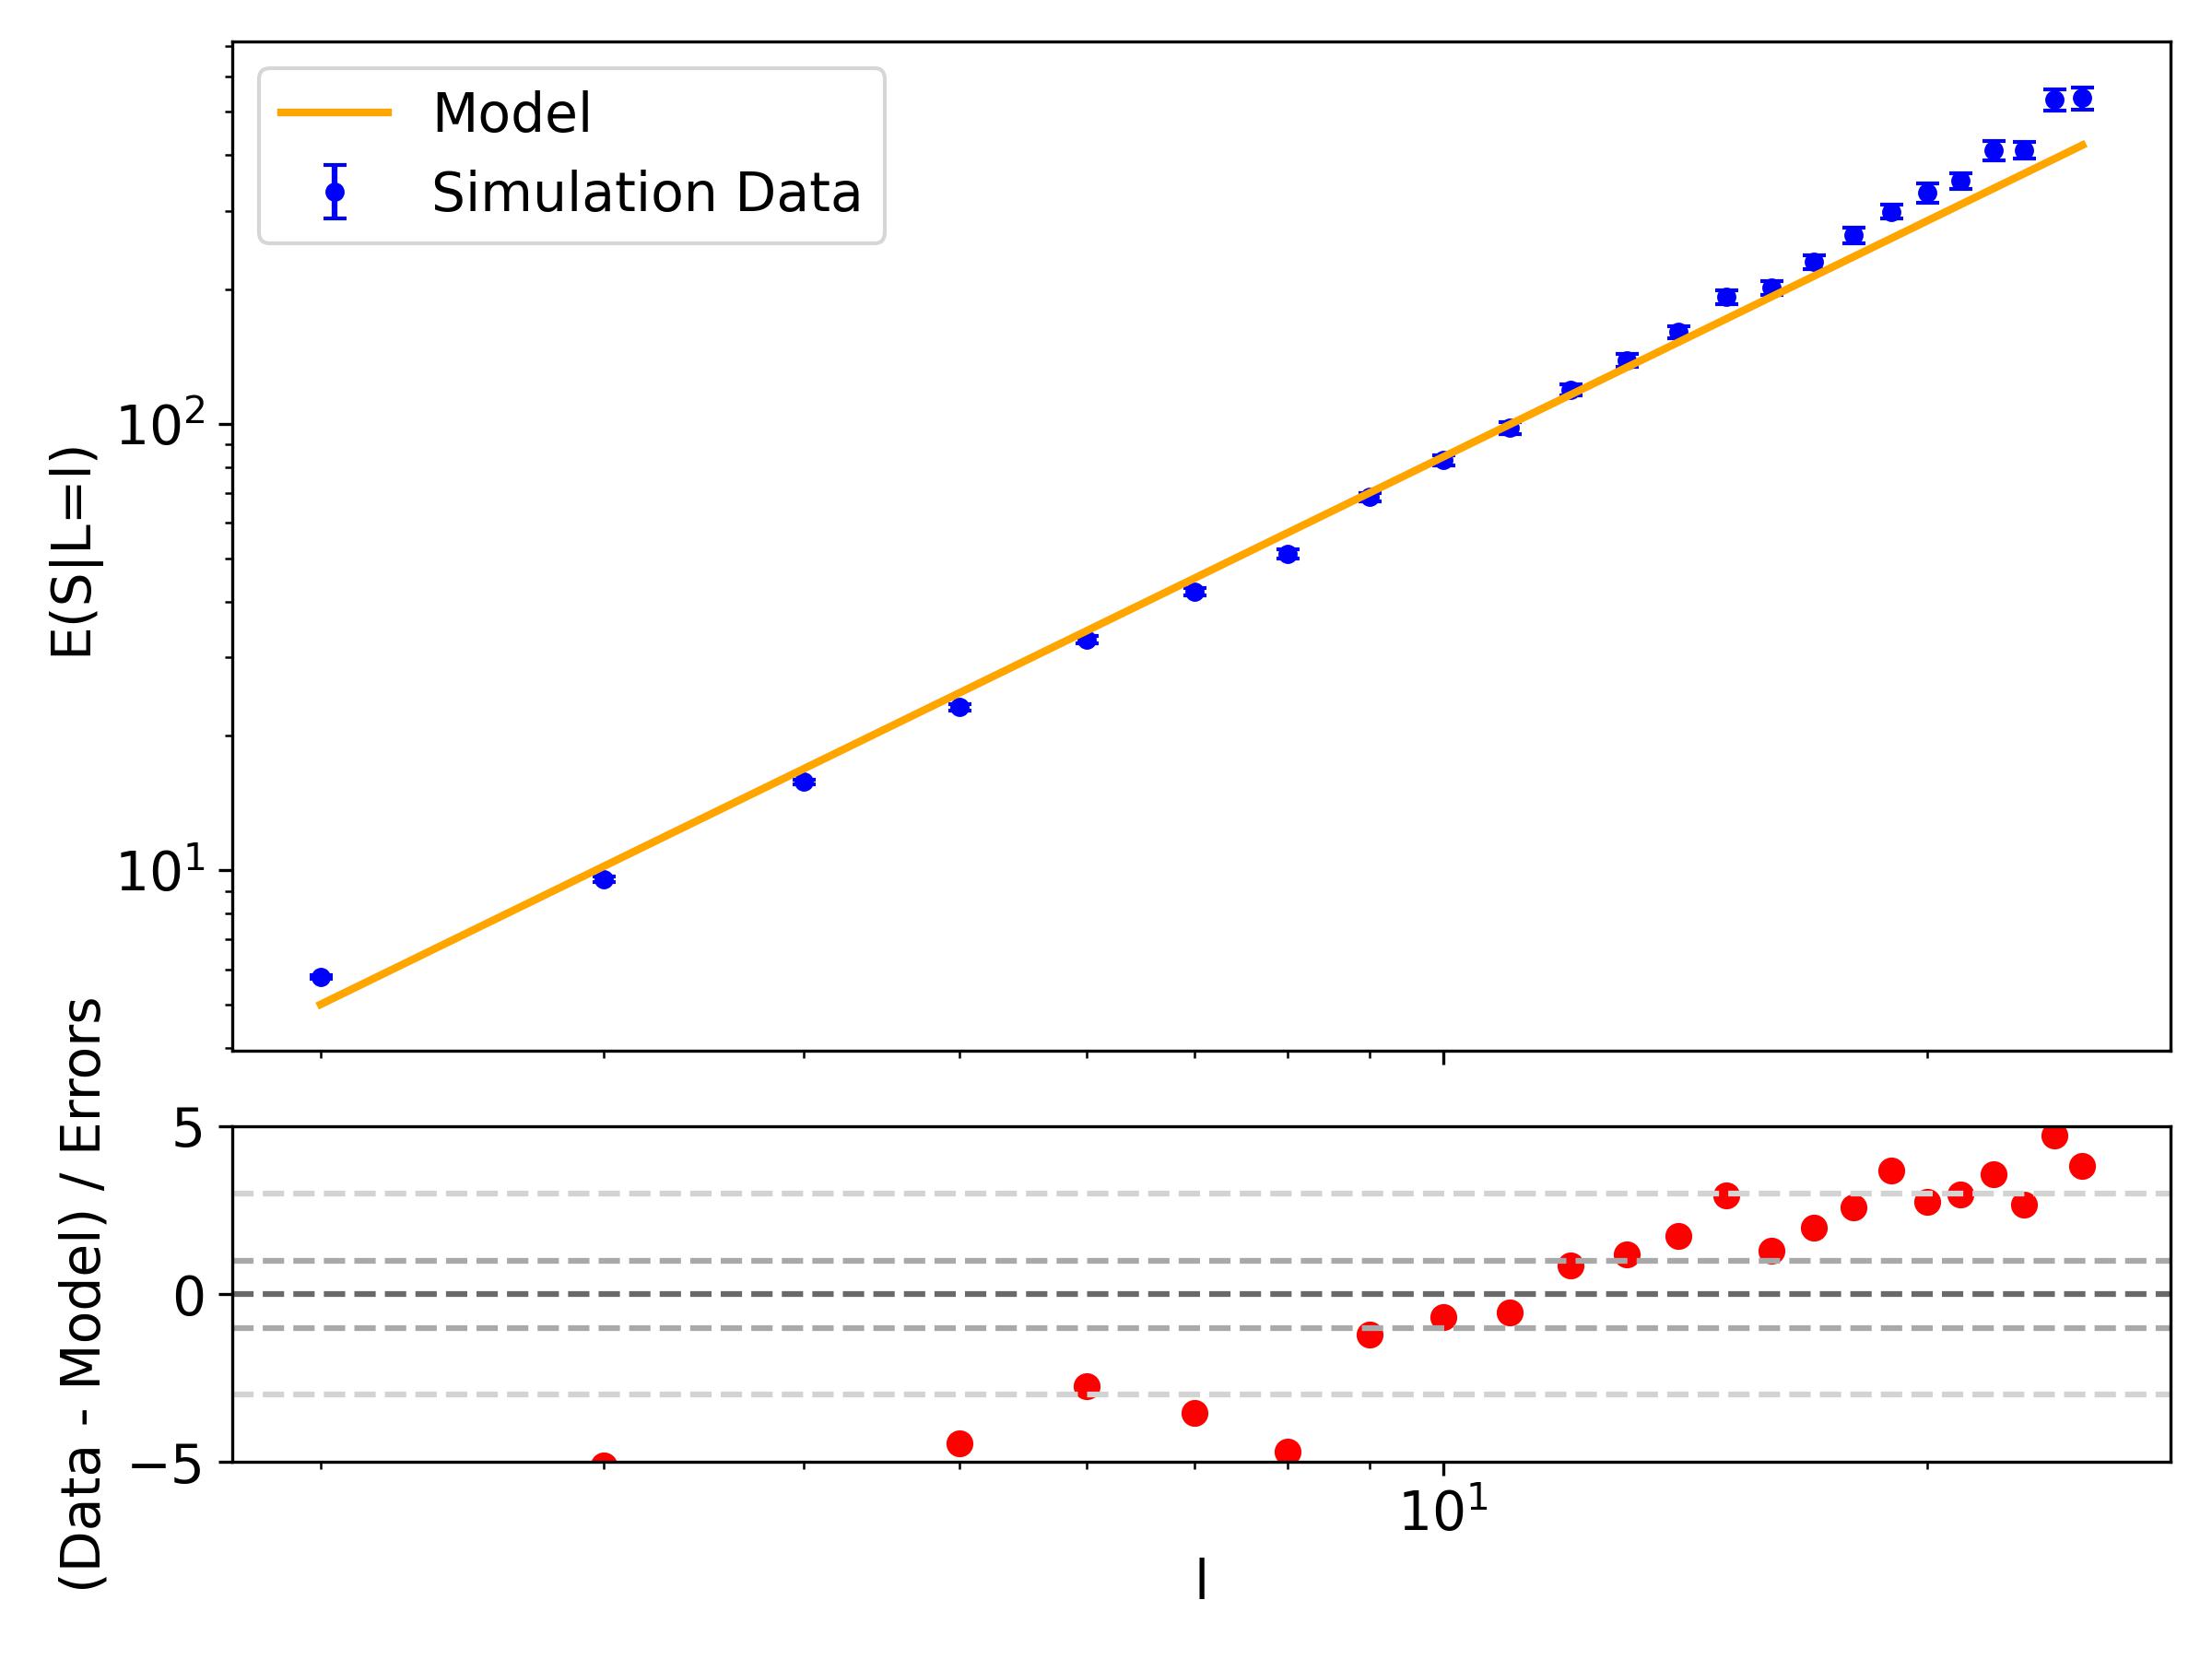 Model
Simulation Data
10²
10¹
E(S|L=l)
5
0
−5
(Data - Model) / Errors
10¹
l